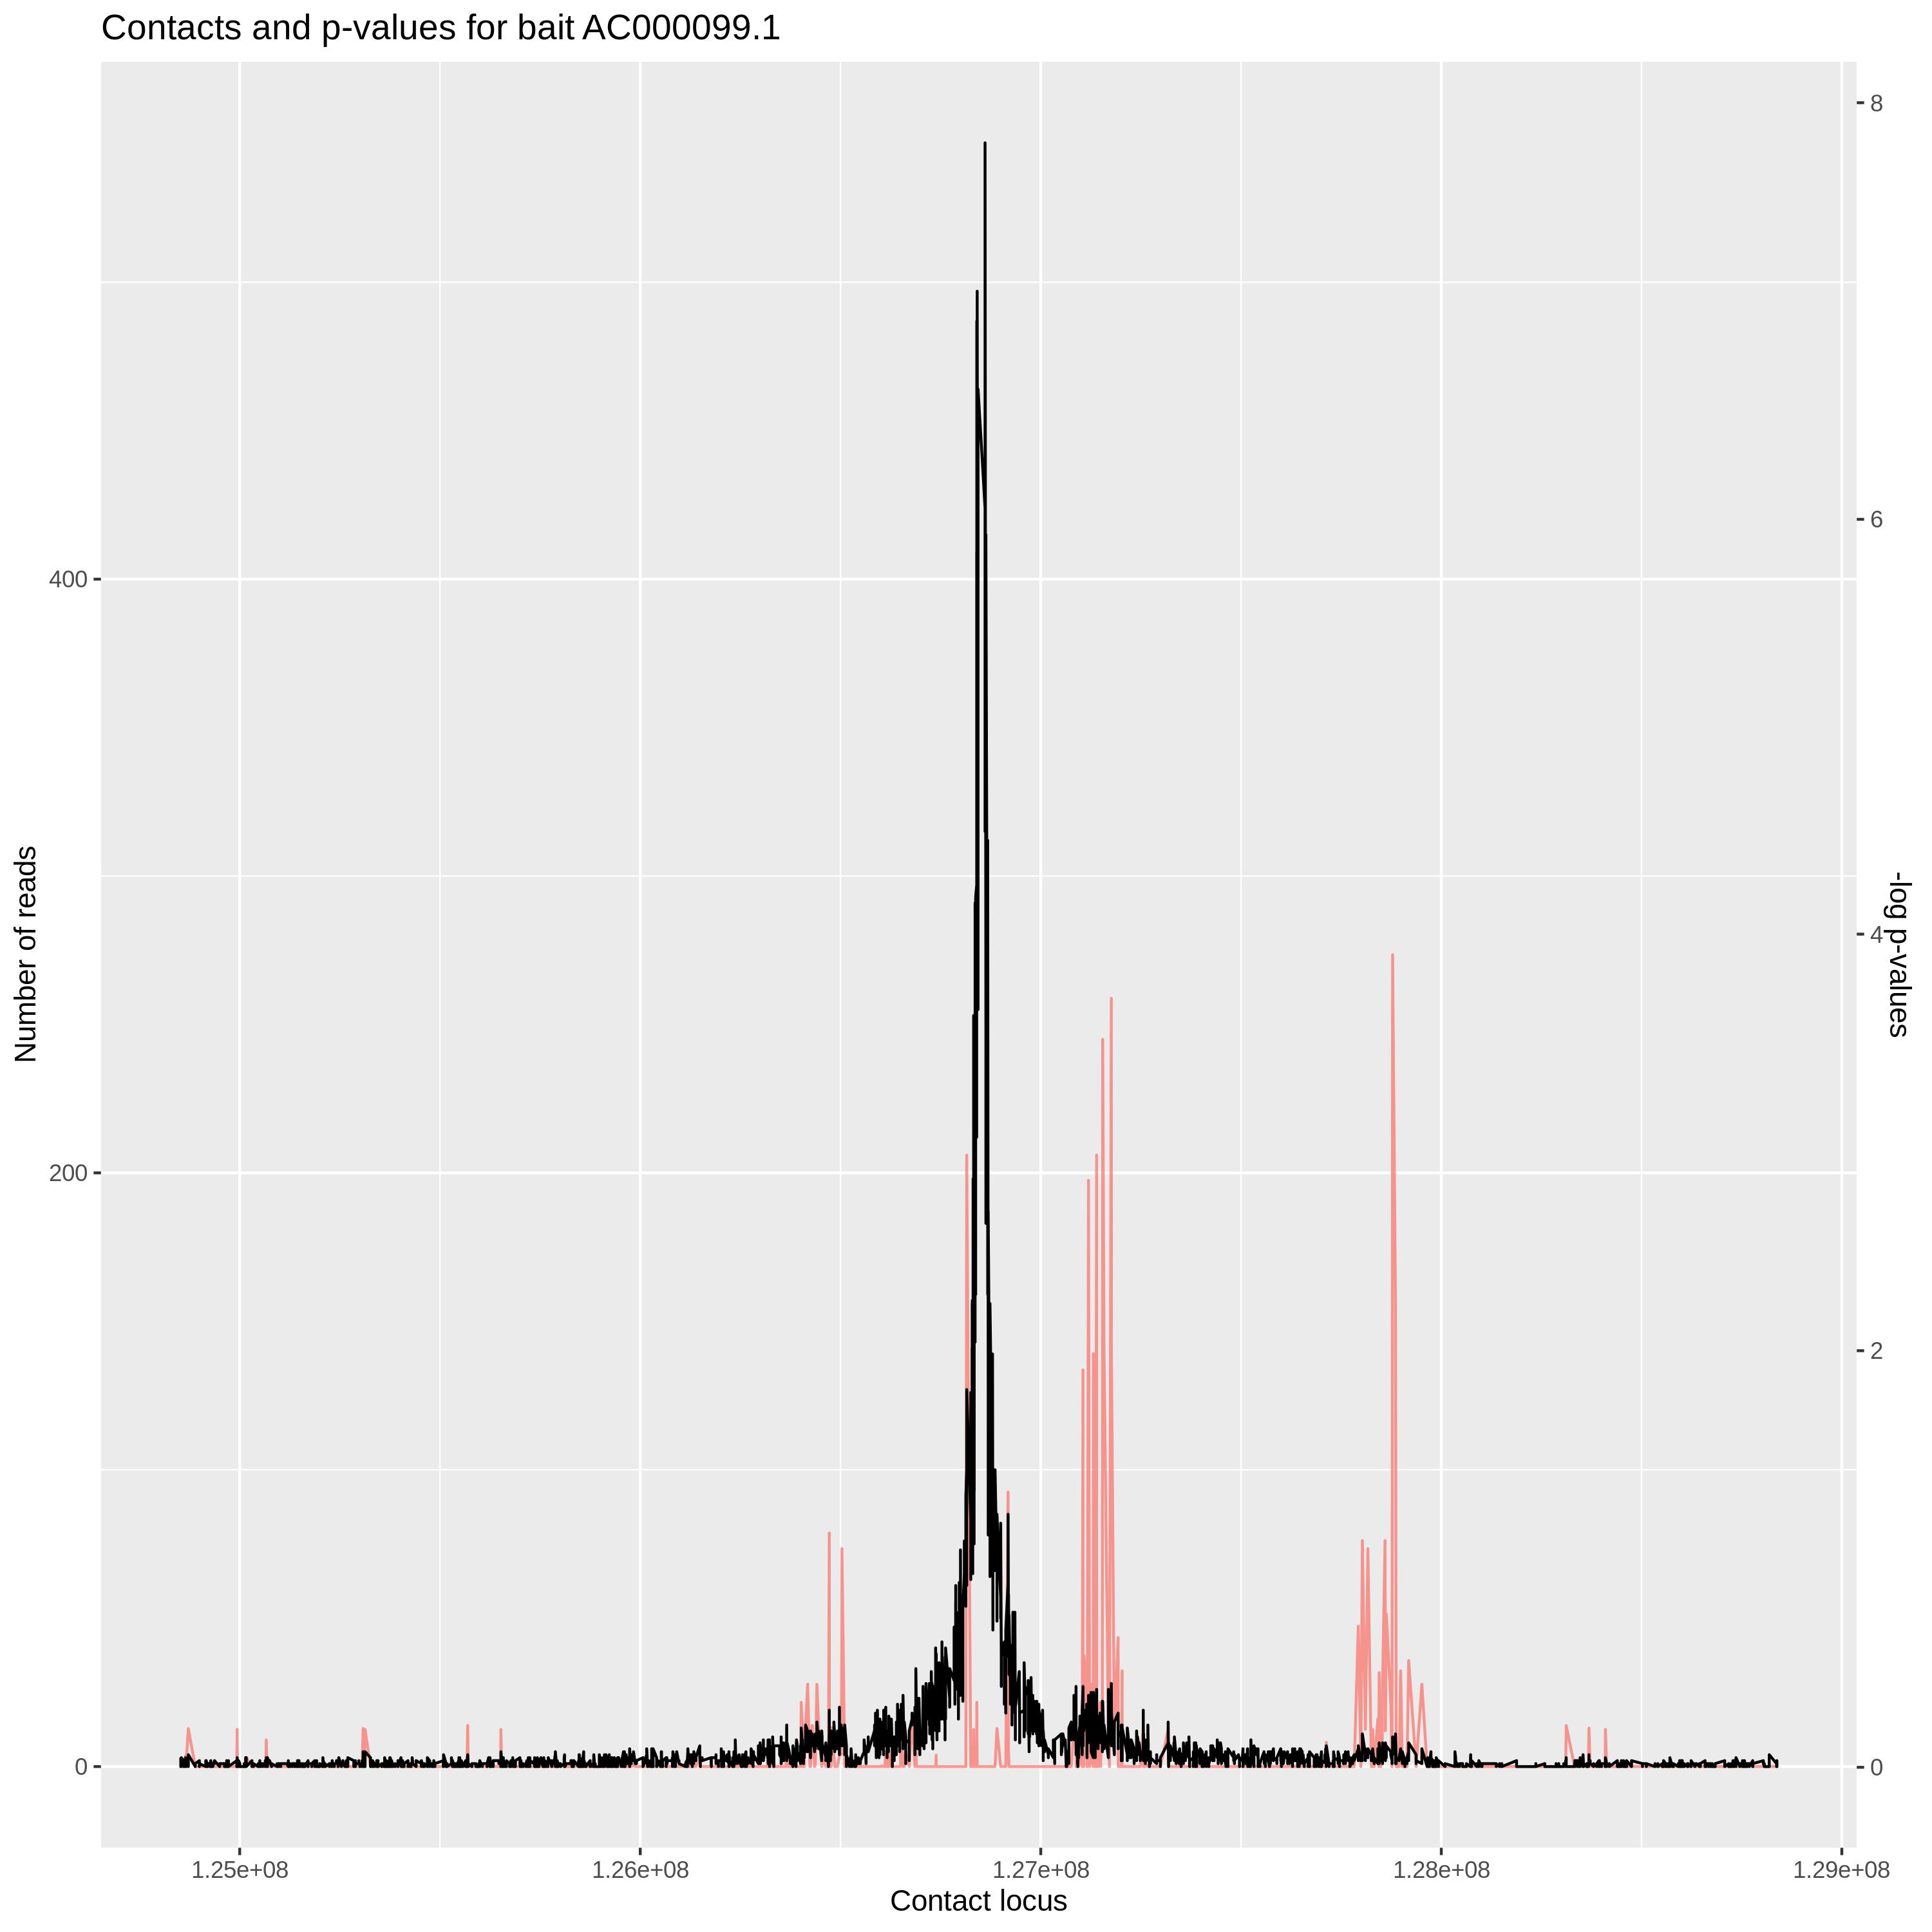 Contacts and p-values for bait AC000099.1
Number of reads
400
200
0
8
6
4
2
0
-log p-values
1.25e+08
1.26e+08
1.27e+08
1.28e+08
1.29e+08
Contact locus